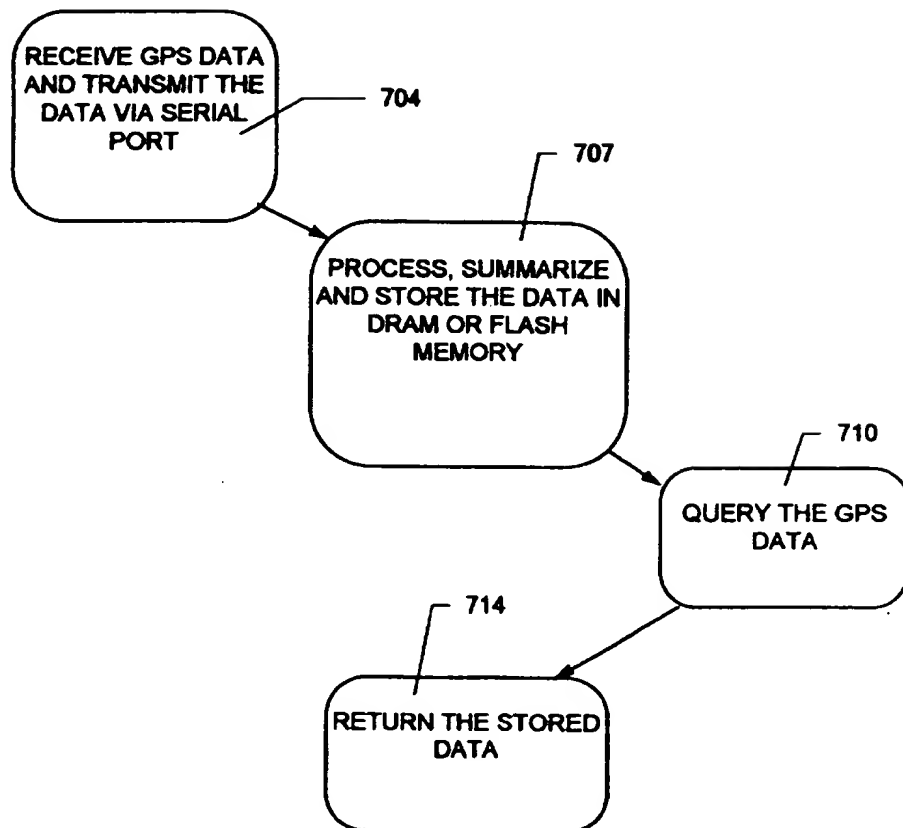 RECEIVE GPS DATA
AND TRANSMIT THE
DATA VIA SERIAL
PORT
704
707
PROCESS, SUMMARIZE
AND STORE THE DATA IN
DRAM OR FLASH
MEMORY
710
QUERY THE GPS
DATA
714
RETURN THE STORED
DATA